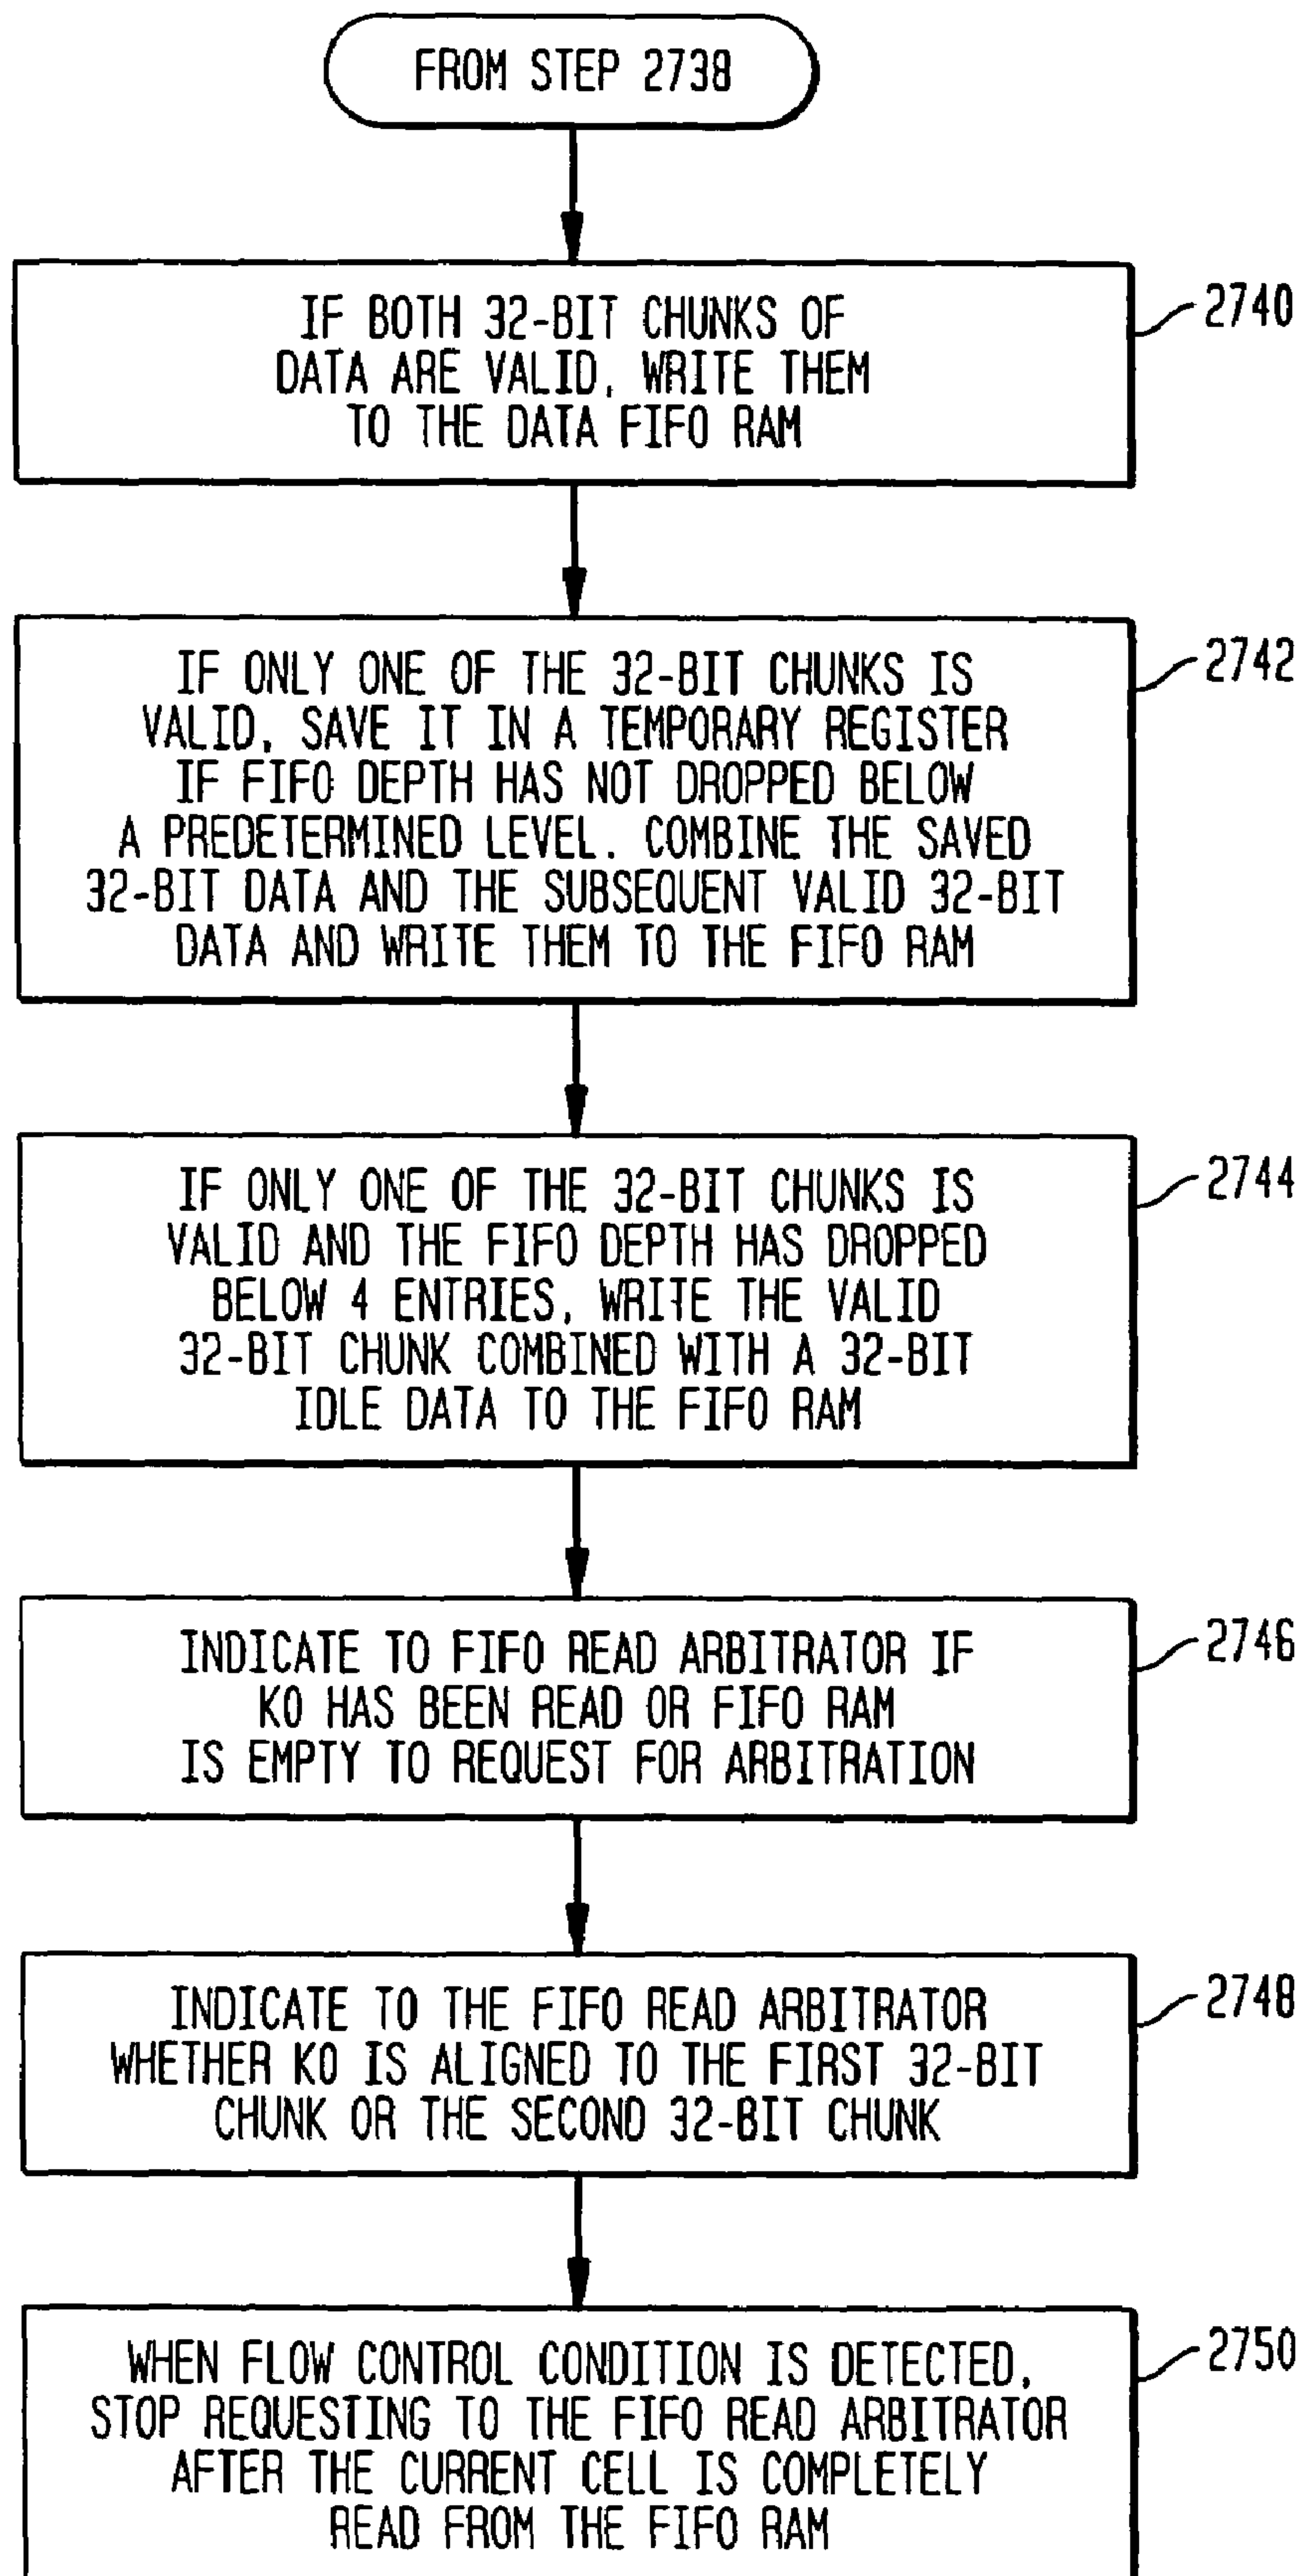 FROM STEP 2738
IF BOTH 32-BIT CHUNKS OF
DATA ARE VALID, WRITE THEM
TO THE DATA FIFO RAM
2740
IF ONLY ONE OF THE 32-BIT CHUNKS IS
VALID, SAVE IT IN A TEMPORARY REGISTER
IF FIFO DEPTH HAS NOT DROPPED BELOW
A PREDETERMINED LEVEL. COMBINE THE SAVED
32-BIT DATA AND THE SUBSEQUENT VALID 32-BIT
DATA AND WRITE THEM TO THE FIFO RAM
2742
IF ONLY ONE OF THE 32-BIT CHUNKS IS
VALID AND THE FIFO DEPTH HAS DROPPED
BELOW 4 ENTRIES, WRITE THE VALID
32-BIT CHUNK COMBINED WITH A 32-BIT
IDLE DATA TO THE FIFO RAM
2744
INDICATE TO FIFO READ ARBITRATOR IF
K0 HAS BEEN READ OR FIFO RAM
IS EMPTY TO REQUEST FOR ARBITRATION
2746
INDICATE TO THE FIFO READ ARBITRATOR
WHETHER K0 IS ALIGNED TO THE FIRST 32-BIT
CHUNK OR THE SECOND 32-BIT CHUNK
2748
WHEN FLOW CONTROL CONDITION IS DETECTED,
STOP REQUESTING TO THE FIFO READ ARBITRATOR
AFTER THE CURRENT CELL IS COMPLETELY
READ FROM THE FIFO RAM
2750